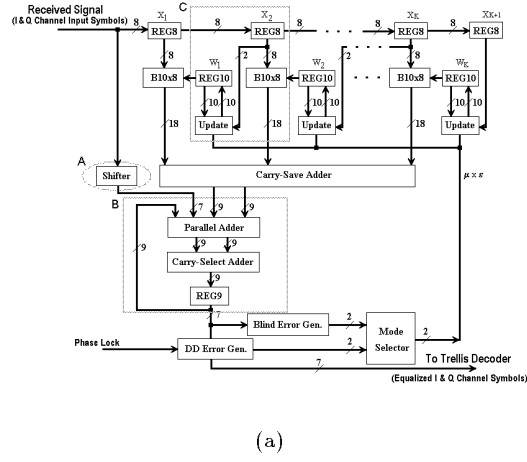 Received Signal
(I & Q Channel Input Symbols)
C
X1 X2 XK XK+1
8 REG8 8 REG8 8 8 REG8 8 REG8
8 W1 8 2 W2 2 8 WK
B10x8 REG10 B10x8 REG10 B10x8 REG10
10 10 10 10 10 10
Update Update Update
18 18 18
A
Shifter
Carry-Save Adder
μ x ε
B
7 9 9
Parallel Adder
9 9 9
Carry-Select Adder
9
REG9
7
Blind Error Gen. 2
Mode Selector
2
Phase Lock
DD Error Gen. 2
7
To Trellis Decoder
(Equalized I & Q Channel Symbols)
(a)